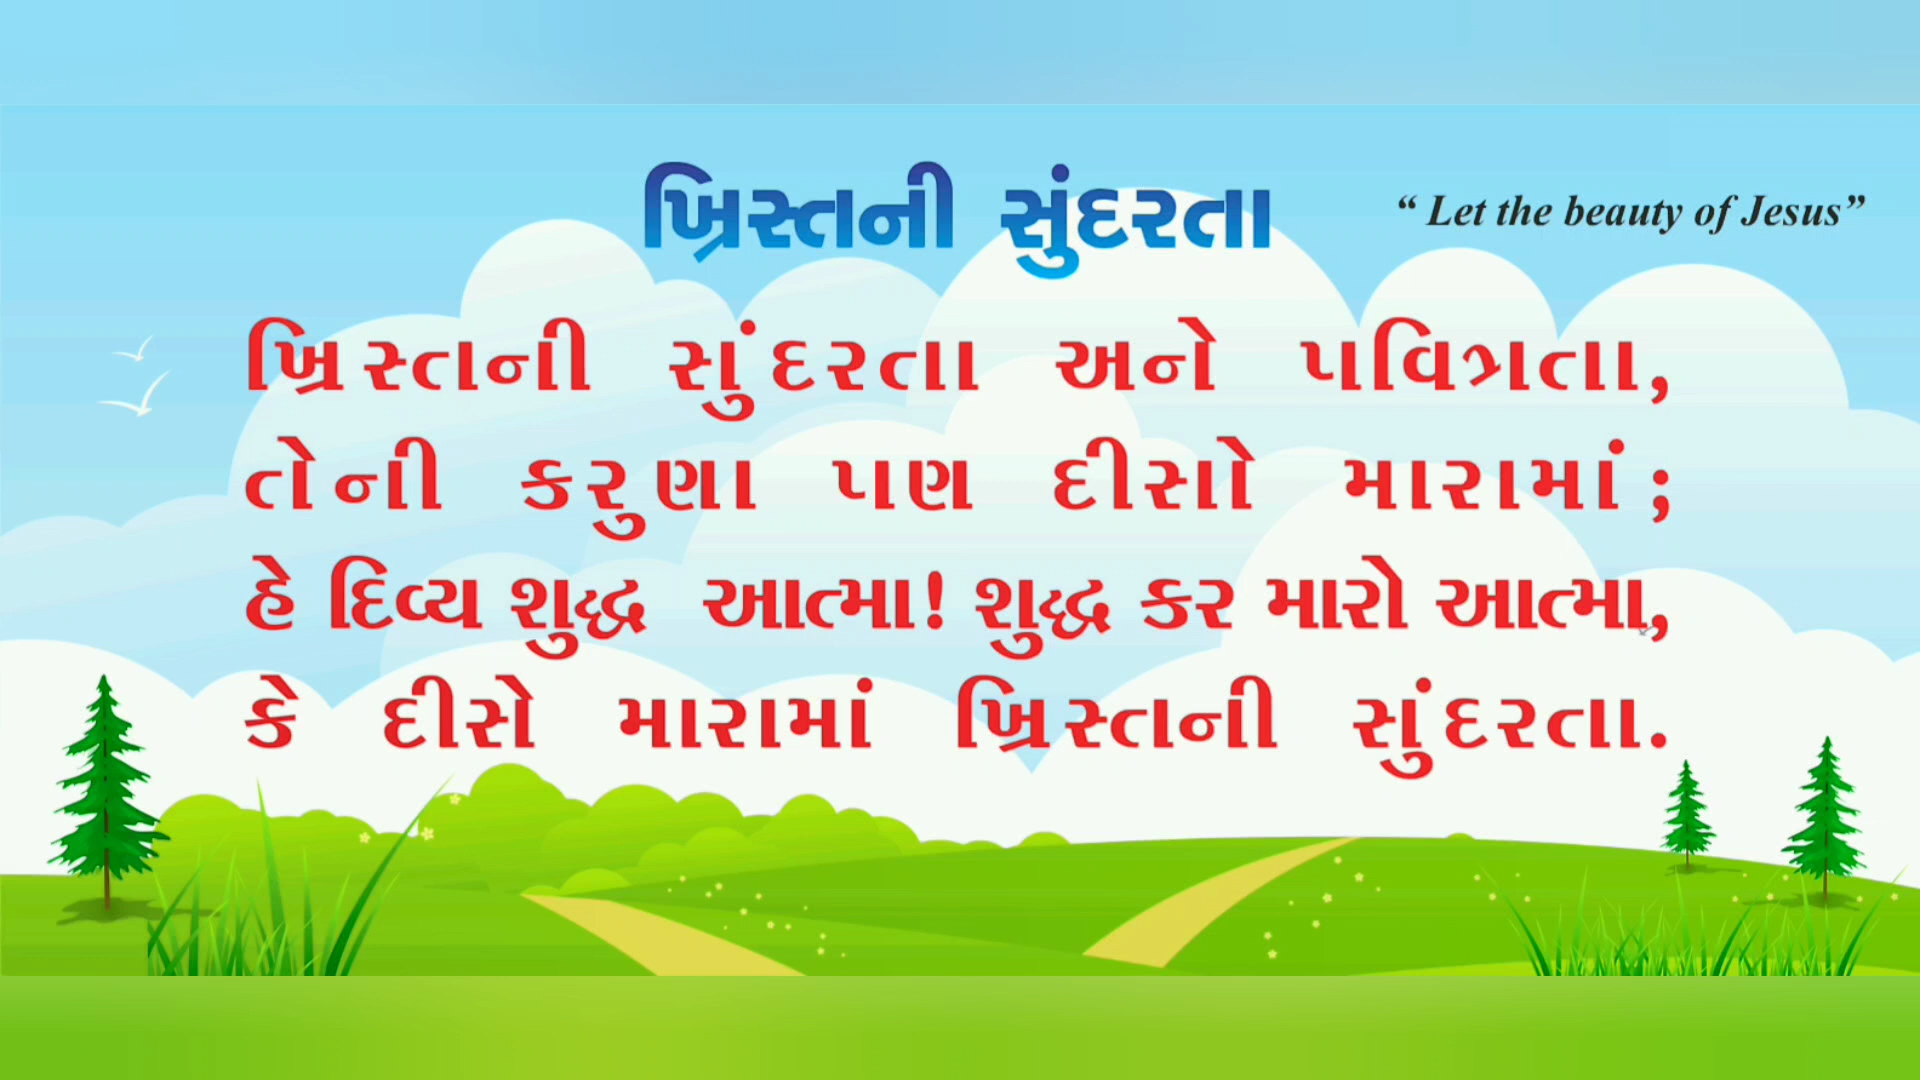 ખ્રિસ્તની સુંદરતા
“ Let the beauty of Jesus”
ખ્રિસ્તની સુંદરતા અને પવિત્રતા,
તેની કરુણા પણ દીસો મારામાં;
હે દિવ્ય શુદ્ધ આત્મા! શુદ્ધ કર મારો આત્મા,
કે દીસે મારામાં ખ્રિસ્તની સુંદરતા.